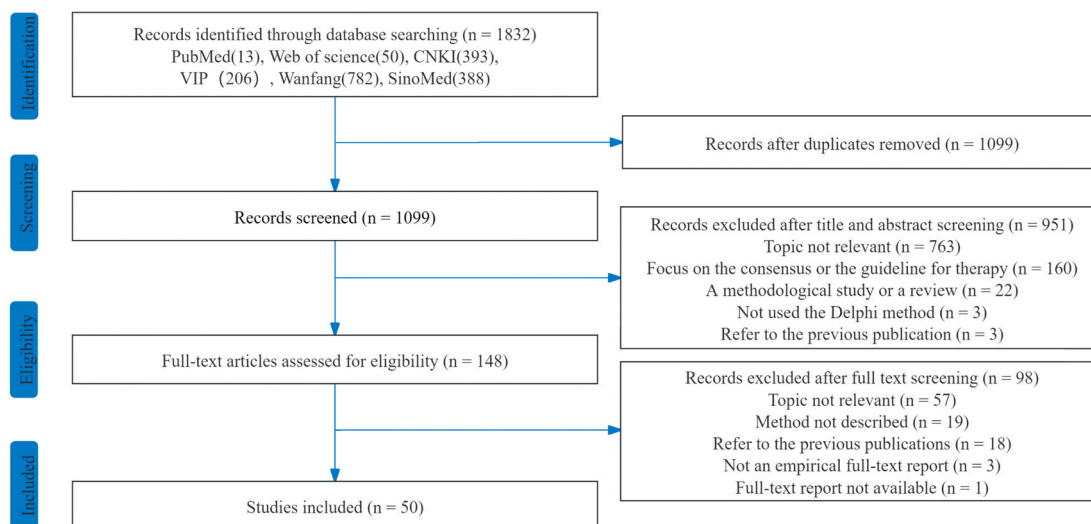 Identification
Records identified through database searching (n = 1832)
PubMed(13), Web of science(50), CNKI(393),
VIP（206）, Wanfang(782), SinoMed(388)
Records after duplicates removed (n = 1099)
Screening
Records screened (n = 1099)
Records excluded after title and abstract screening (n = 951)
Topic not relevant (n = 763)
Focus on the consensus or the guideline for therapy (n = 160)
A methodological study or a review (n = 22)
Not used the Delphi method (n = 3)
Refer to the previous publication (n = 3)
Eligibility
Full-text articles assessed for eligibility (n = 148)
Records excluded after full text screening (n = 98)
Topic not relevant (n = 57)
Method not described (n = 19)
Refer to the previous publications (n = 18)
Not an empirical full-text report (n = 3)
Full-text report not available (n = 1)
Included
Studies included (n = 50)